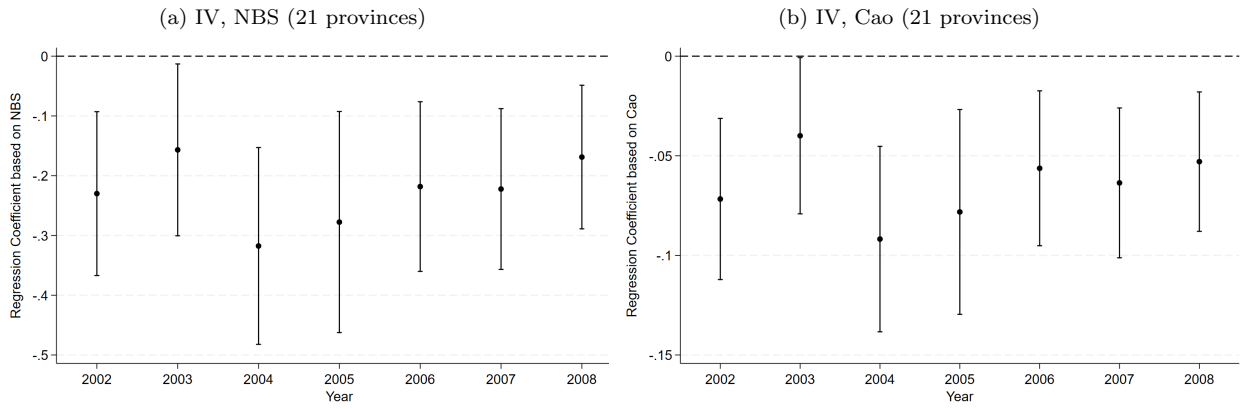 (a) IV, NBS (21 provinces)
Regression Coefficient based on NBS
0
-.1
-.2
-.3
-.4
-.5
2002 2003 2004 2005 2006 2007 2008
Year
(b) IV, Cao (21 provinces)
Regression Coefficient based on Cao
0
-.05
-.1
-.15
2002 2003 2004 2005 2006 2007 2008
Year